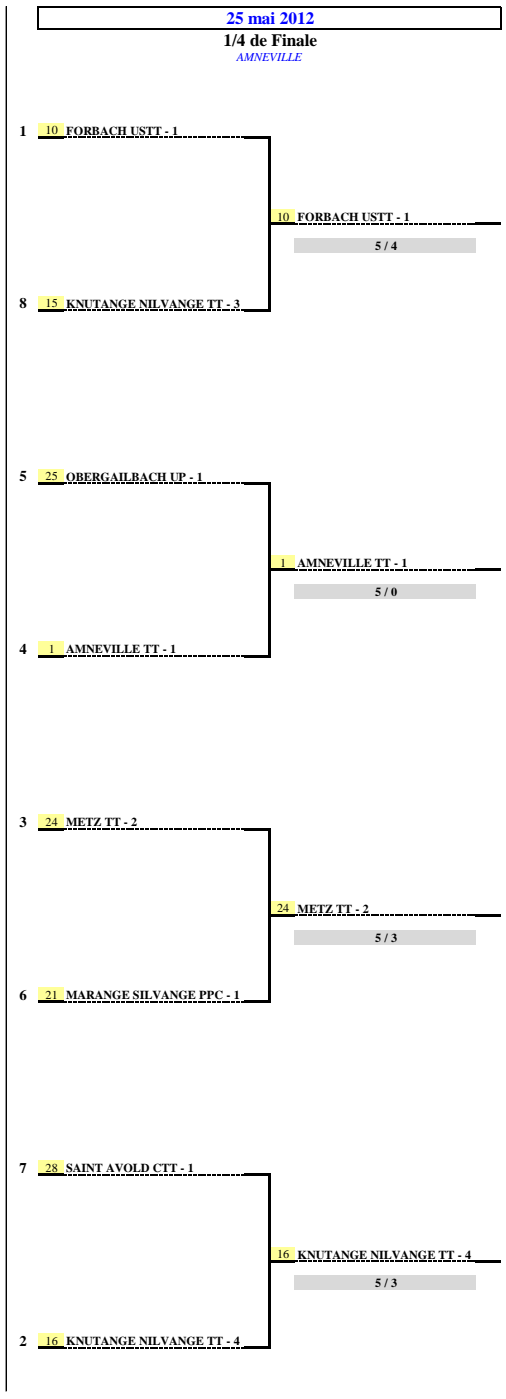 25 mai 2012
1/4 de Finale
AMNEVILLE
1 10 FORBACH USTT - 1
10 FORBACH USTT - 1
5 / 4
8 15 KNUTANGE NILVANGE TT - 3
5 25 OBERGAILBACH UP - 1
1 AMNEVILLE TT - 1
5 / 0
4 1 AMNEVILLE TT - 1
3 24 METZ TT - 2
24 METZ TT - 2
5 / 3
6 21 MARANGE SILVANGE PPC - 1
7 28 SAINT AVOLD CTT - 1
16 KNUTANGE NILVANGE TT - 4
5 / 3
2 16 KNUTANGE NILVANGE TT - 4